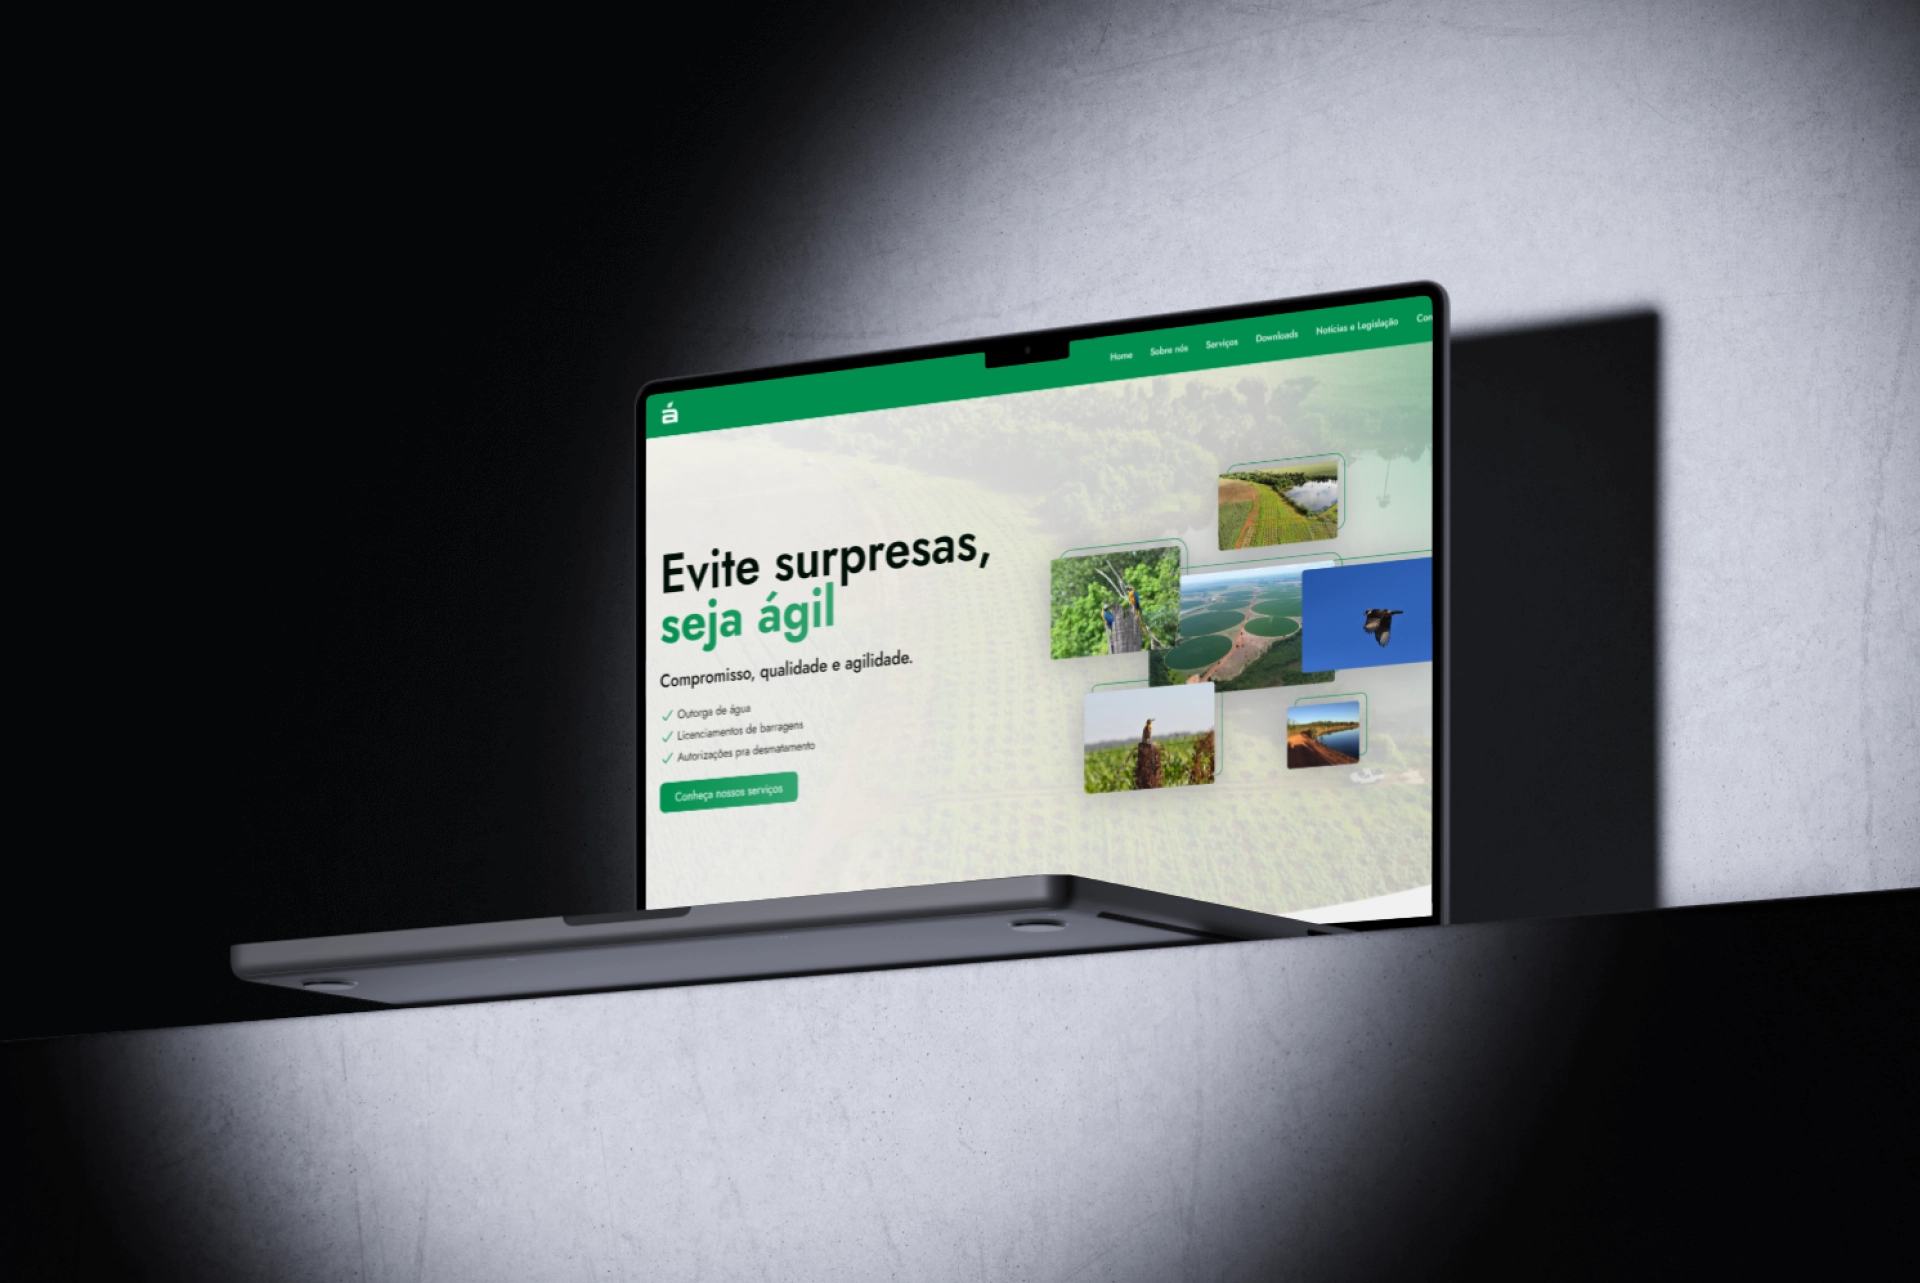 á
Home Sobre nós Serviços Downloads Notícias e Legislação
Evite surpresas,
seja ágil
Compromisso, qualidade e agilidade.
Outorga de água
Licenciamentos de barragens
Autorizações pra desmatamento
Conheça nossos serviços